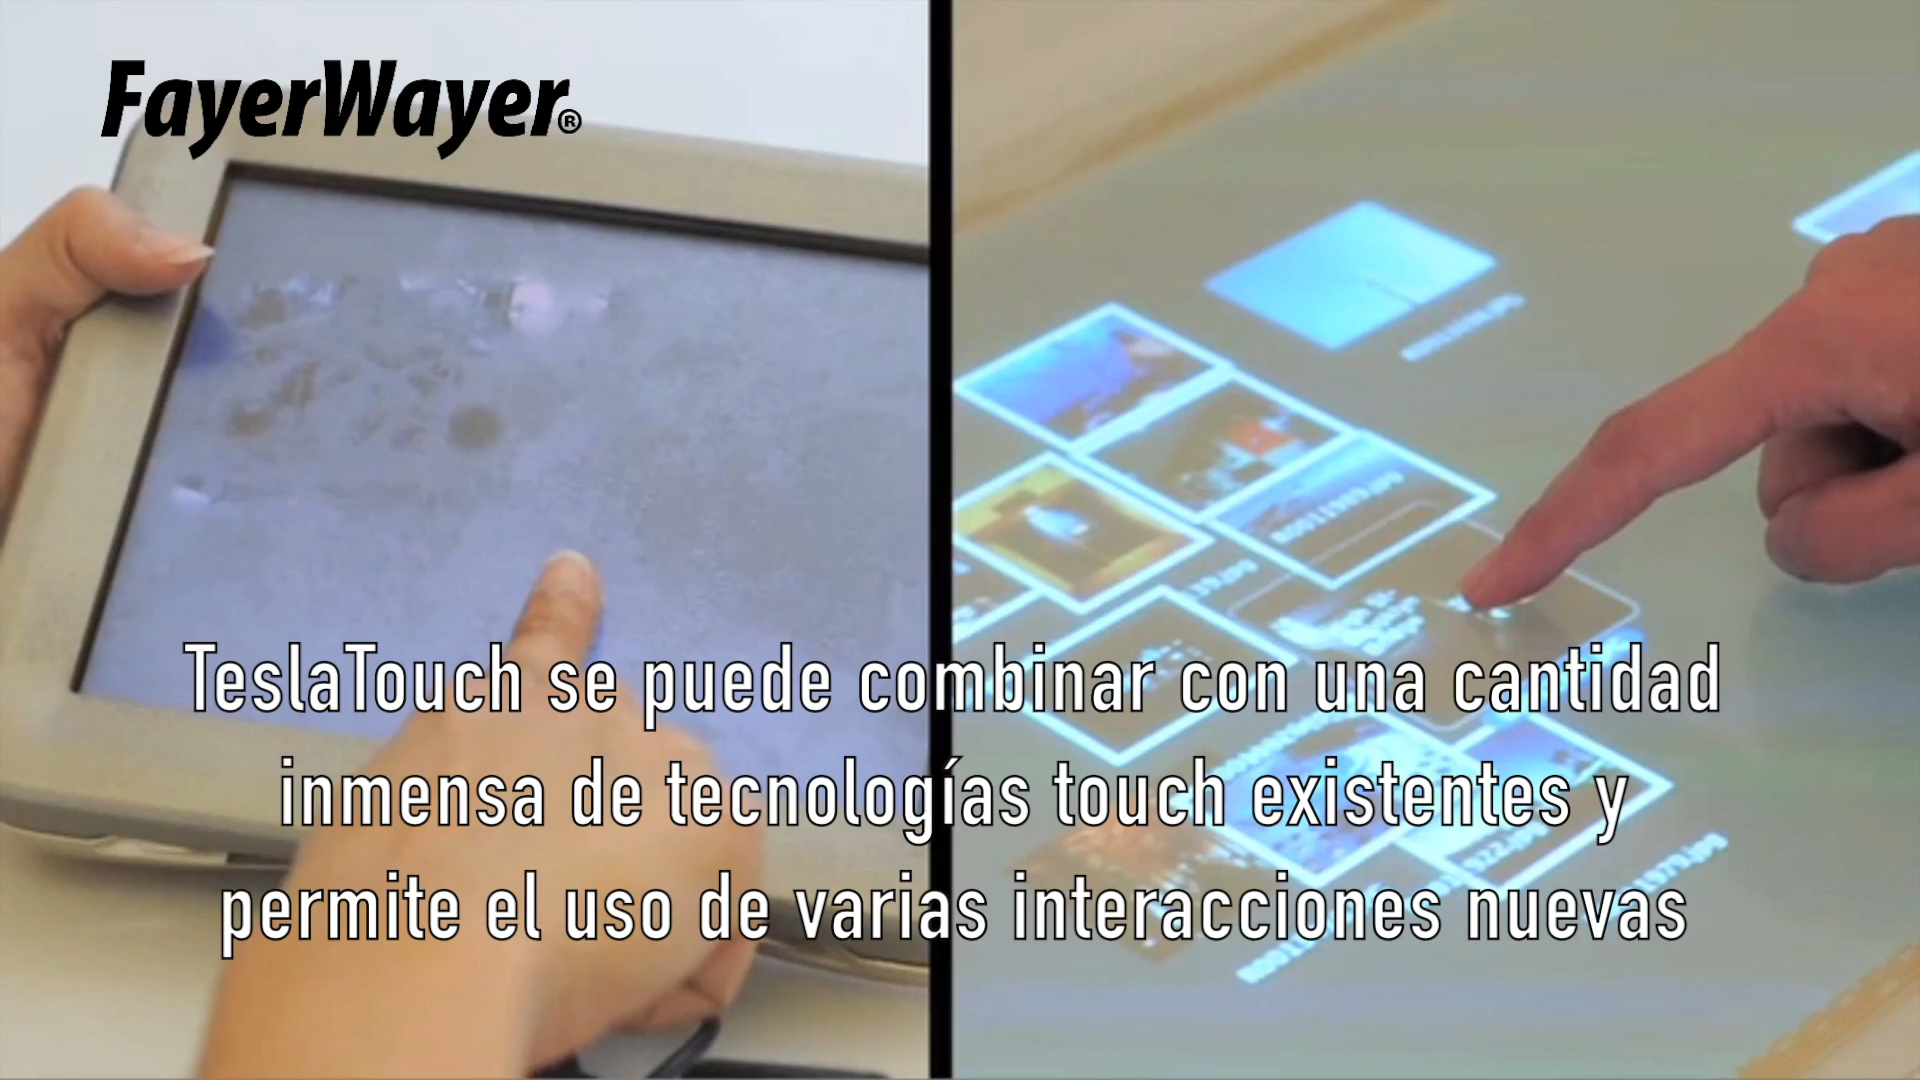 FayerWayer®
TeslaTouch se puede combinar con una cantidad
inmensa de tecnologías touch existentes y
permite el uso de varias interacciones nuevas